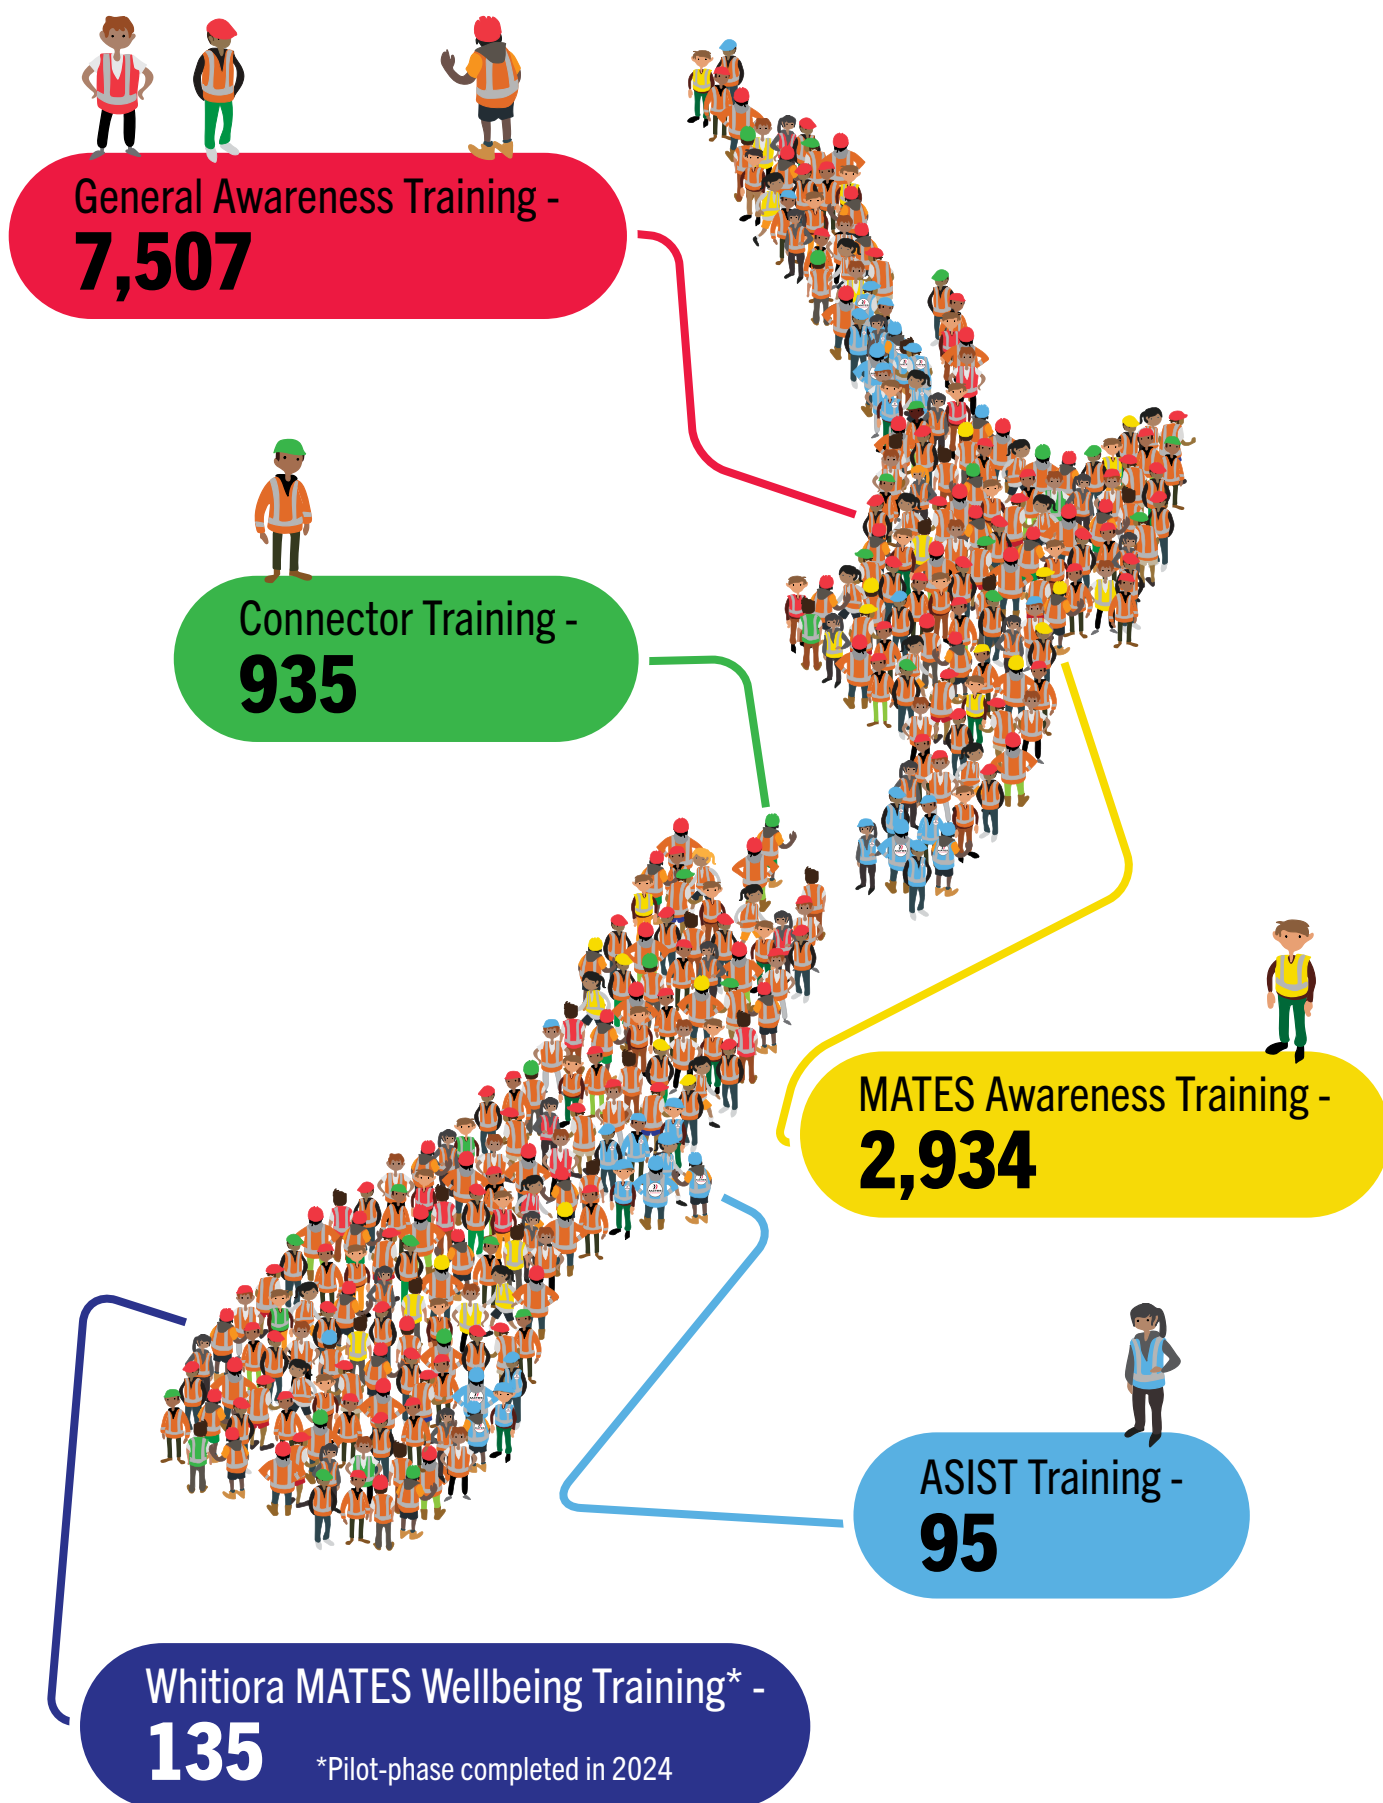 General Awareness Training -
7,507
Connector Training -
935
MATES Awareness Training -
2,934
ASIST Training -
95
Whitiora MATES Wellbeing Training* -
135
*Pilot-phase completed in 2024